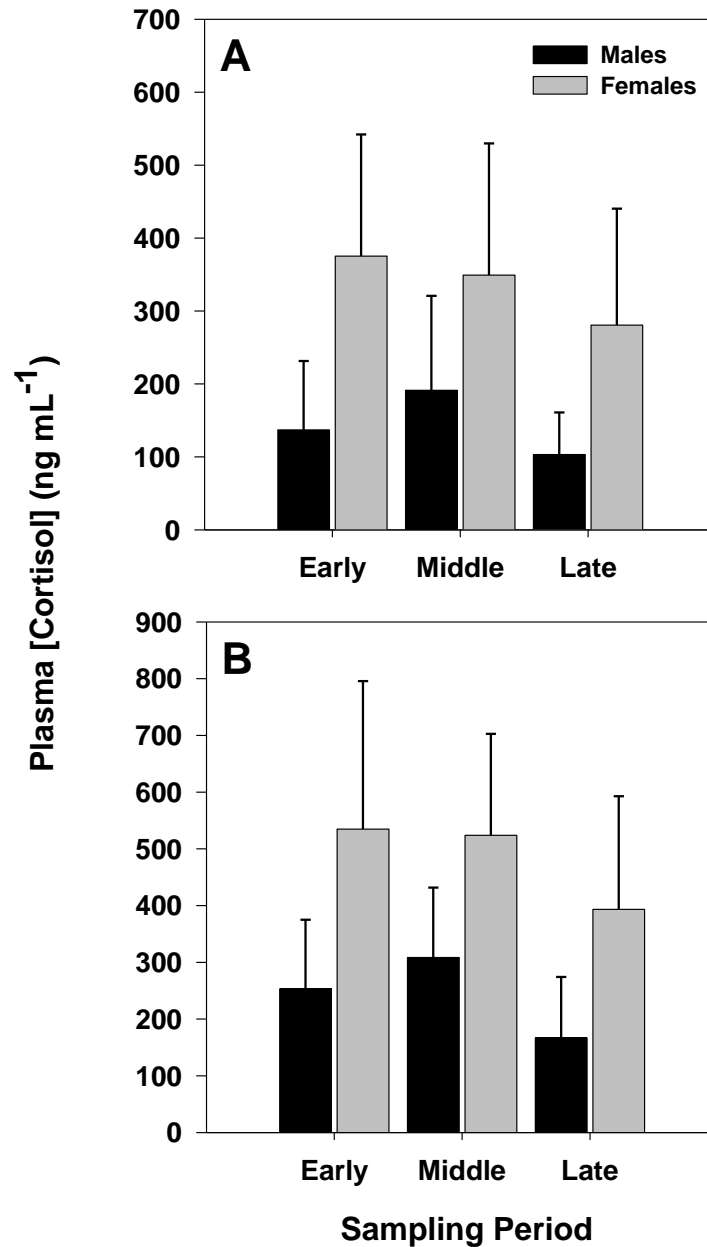 700
A
Males
Females
600
500
400
300
200
100
0
Early Middle Late
Plasma [Cortisol] (ng mL-1)
900
B
800
700
600
500
400
300
200
100
0
Early Middle Late
Sampling Period